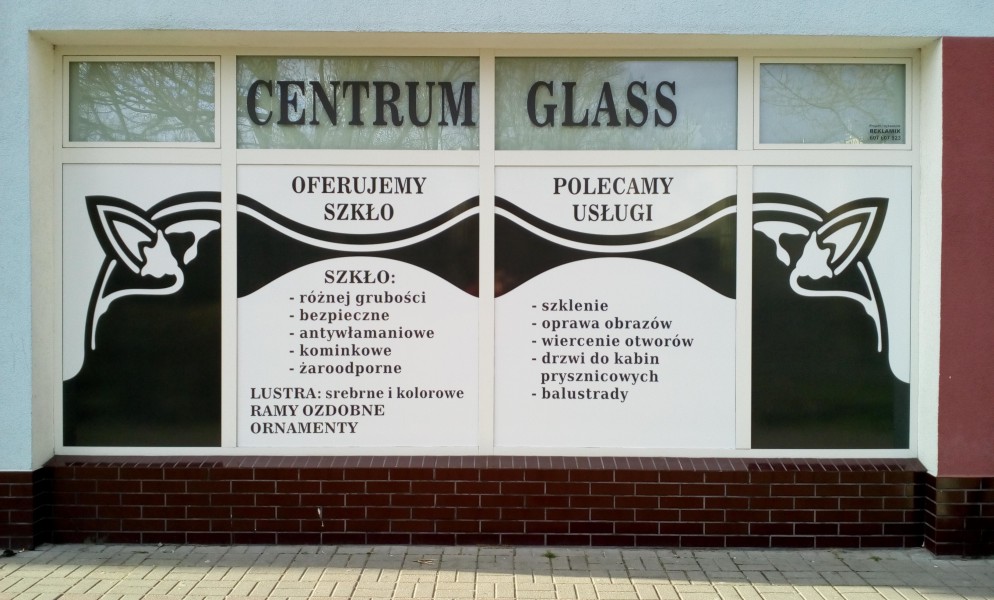 CENTRUM GLASS
REKLAMIX
OFERUJEMY
SZKŁO
SZKŁO:
- różnej grubości
- bezpieczne
- antywłamaniowe
- kominkowe
- żaroodporne
LUSTRA: srebrne i kolorowe
RAMY OZDOBNE
ORNAMENTY
POLECAMY
USŁUGI
- szklenie
- oprawa obrazów
- wiercenie otworów
- drzwi do kabin
prysznicowych
- balustrady